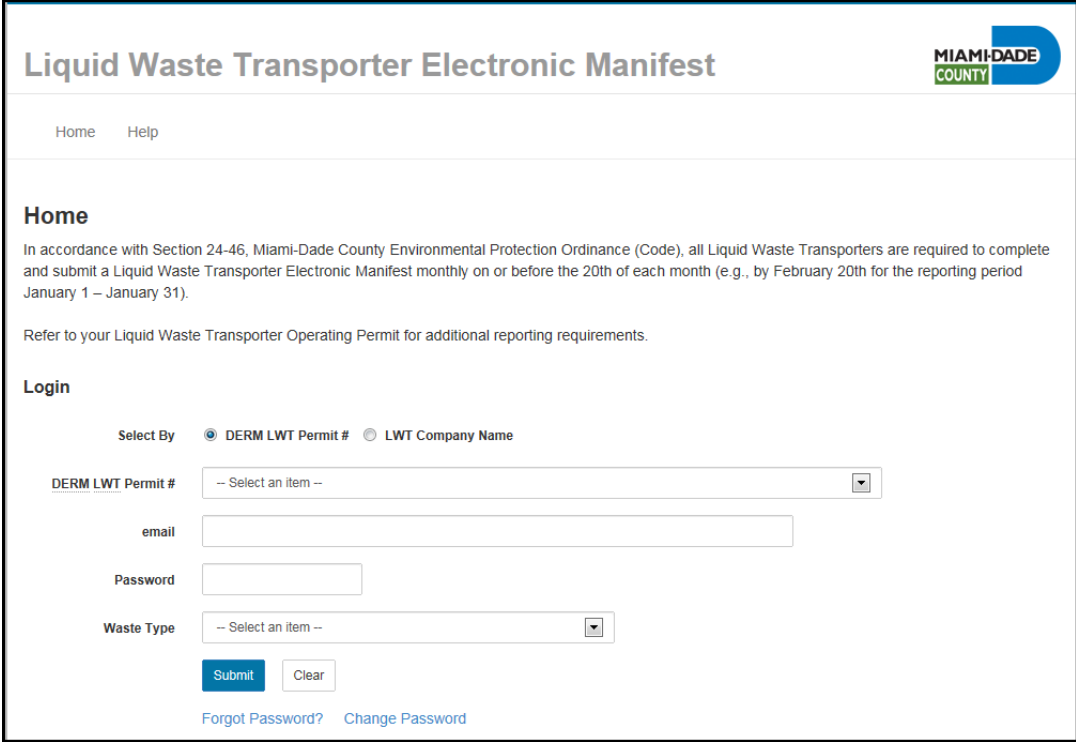 Liquid Waste Transporter Electronic Manifest
MIAMI-DADE
COUNTY
Home Help
Home
In accordance with Section 24-46, Miami-Dade County Environmental Protection Ordinance (Code), all Liquid Waste Transporters are required to complete
and submit a Liquid Waste Transporter Electronic Manifest monthly on or before the 20th of each month (e.g., by February 20th for the reporting period
January 1 – January 31).
Refer to your Liquid Waste Transporter Operating Permit for additional reporting requirements.
Login
Select By DERM LWT Permit # LWT Company Name
DERM LWT Permit # -- Select an item --
email
Password
Waste Type -- Select an item --
Submit Clear
Forgot Password? Change Password